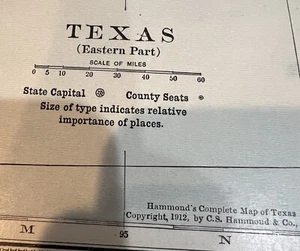 TEXAS
(Eastern Part)
SCALE OF MILES
0 5 10 20 30 40 50 60
State Capital County Seats
Size of type indicates relative
importance of places.
Hammond's Complete Map of Texas
Copyright, 1912, by C.S. Hammond & Co.
M 95 N